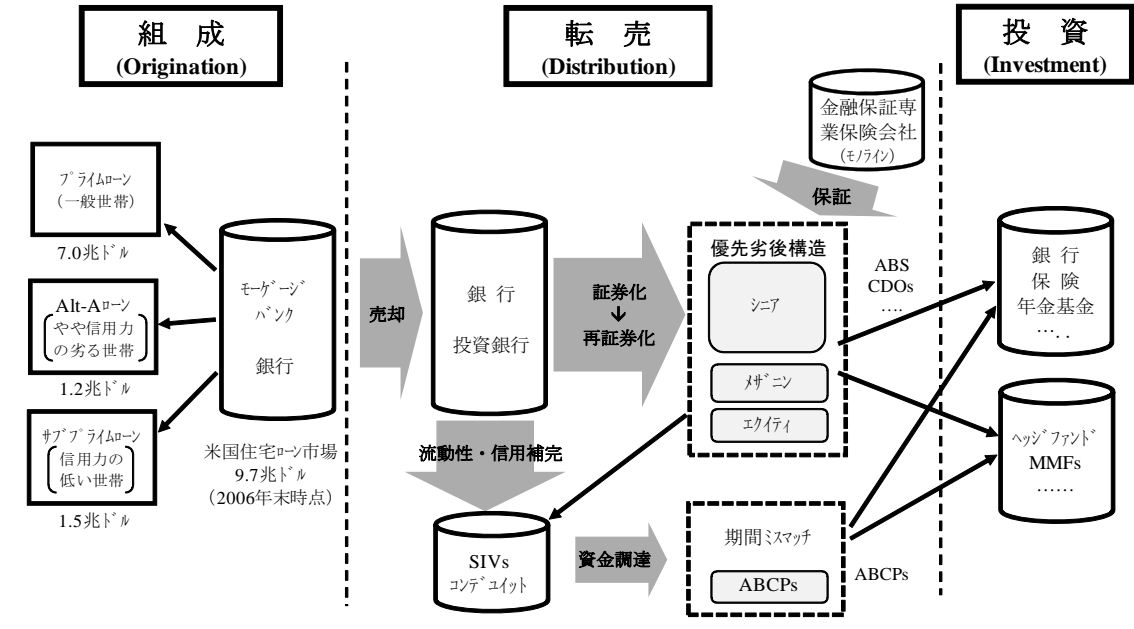 組 成
(Origination)
転 売
(Distribution)
投 資
(Investment)
金融保証専
業保険会社
(ﾓﾉﾗｲﾝ)
保証
ﾌﾟﾗｲﾑﾛｰﾝ
(一般世帯)
7.0兆ﾄﾞﾙ
Alt-Aﾛｰﾝ
やや信用力
の劣る世帯
1.2兆ﾄﾞﾙ
ｻﾌﾞﾌﾟﾗｲﾑﾛｰﾝ
信用力の
低い世帯
1.5兆ﾄﾞﾙ
ﾓｰｹﾞｰｼﾞ
ﾊﾞﾝｸ
銀行
米国住宅ﾛｰﾝ市場
9.7兆ﾄﾞﾙ
(2006年末時点)
売却
銀 行
投資銀行
証券化
↓
再証券化
流動性・信用補完
SIVs
ｺﾝﾃﾞﾕｲｯﾄ
資金調達
優先劣後構造
ｼﾆｱ
ﾒｻﾞﾆﾝ
ｴｸｲﾃｨ
ABS
CDOs
….
期間ﾐｽﾏｯﾁ
ABCPs
ABCPs
銀 行
保 険
年金基金
…. .
ﾍｯｼﾞﾌｧﾝﾄﾞ
MMFs
……